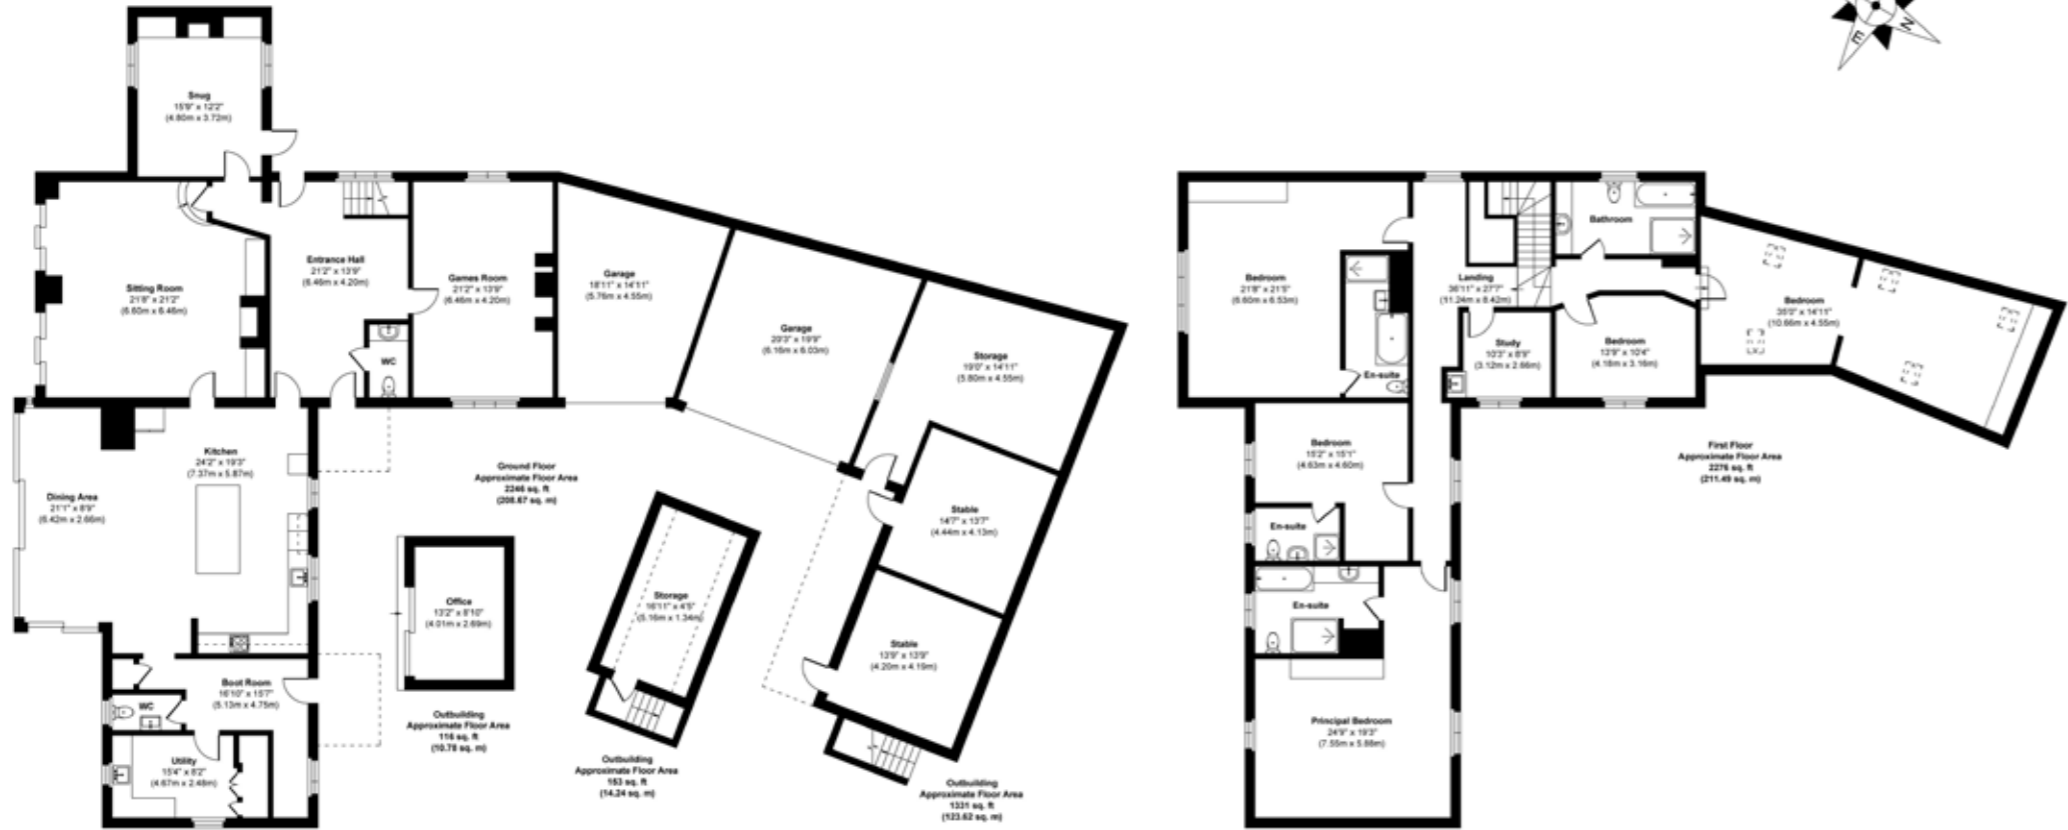 Snug
15'9" x 12'2"
(4.80m x 3.72m)
Sitting Room
21'8" x 21'2"
(6.60m x 6.46m)
Entrance Hall
21'2" x 13'9"
(6.46m x 4.20m)
WC
Games Room
21'2" x 13'9"
(6.46m x 4.20m)
Garage
18'11" x 14'11"
(5.76m x 4.55m)
Garage
20'3" x 19'9"
(6.16m x 6.03m)
Storage
19'0" x 14'11"
(5.80m x 4.55m)
Kitchen
24'2" x 19'3"
(7.37m x 5.87m)
Dining Area
21'1" x 8'9"
(6.42m x 2.66m)
Ground Floor
Approximate Floor Area
2246 sq. ft
(208.67 sq. m)
Stable
14'7" x 13'7"
(4.44m x 4.13m)
Office
13'2" x 8'10"
(4.01m x 2.69m)
Storage
16'11" x 4'5"
(5.16m x 1.34m)
Stable
13'9" x 13'9"
(4.20m x 4.19m)
Boot Room
16'10" x 15'7"
(5.13m x 4.75m)
WC
Utility
15'4" x 8'2"
(4.67m x 2.48m)
Outbuilding
Approximate Floor Area
116 sq. ft
(10.78 sq. m)
Outbuilding
Approximate Floor Area
153 sq. ft
(14.24 sq. m)
Outbuilding
Approximate Floor Area
1331 sq. ft
(123.62 sq. m)
N
E
Bedroom
21'8" x 21'5"
(6.60m x 6.53m)
En-suite
Landing
36'11" x 27'7"
(11.24m x 8.42m)
Bathroom
Study
10'3" x 8'9"
(3.12m x 2.66m)
Bedroom
13'9" x 10'4"
(4.18m x 3.16m)
Bedroom
35'0" x 14'11"
(10.66m x 4.55m)
Bedroom
15'2" x 15'1"
(4.63m x 4.60m)
En-suite
En-suite
Principal Bedroom
24'9" x 19'3"
(7.55m x 5.88m)
First Floor
Approximate Floor Area
2276 sq. ft
(211.49 sq. m)